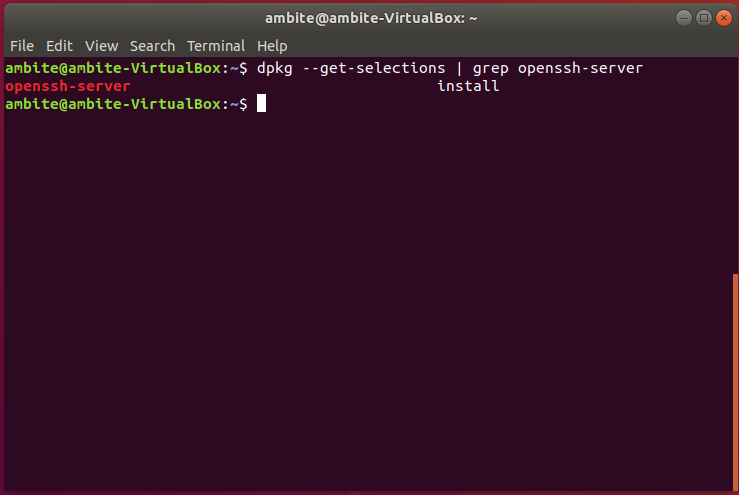 ambite@ambite-VirtualBox: ~
File Edit View Search Terminal Help
ambite@ambite-VirtualBox:~$ dpkg --get-selections | grep openssh-server
openssh-server install
ambite@ambite-VirtualBox:~$